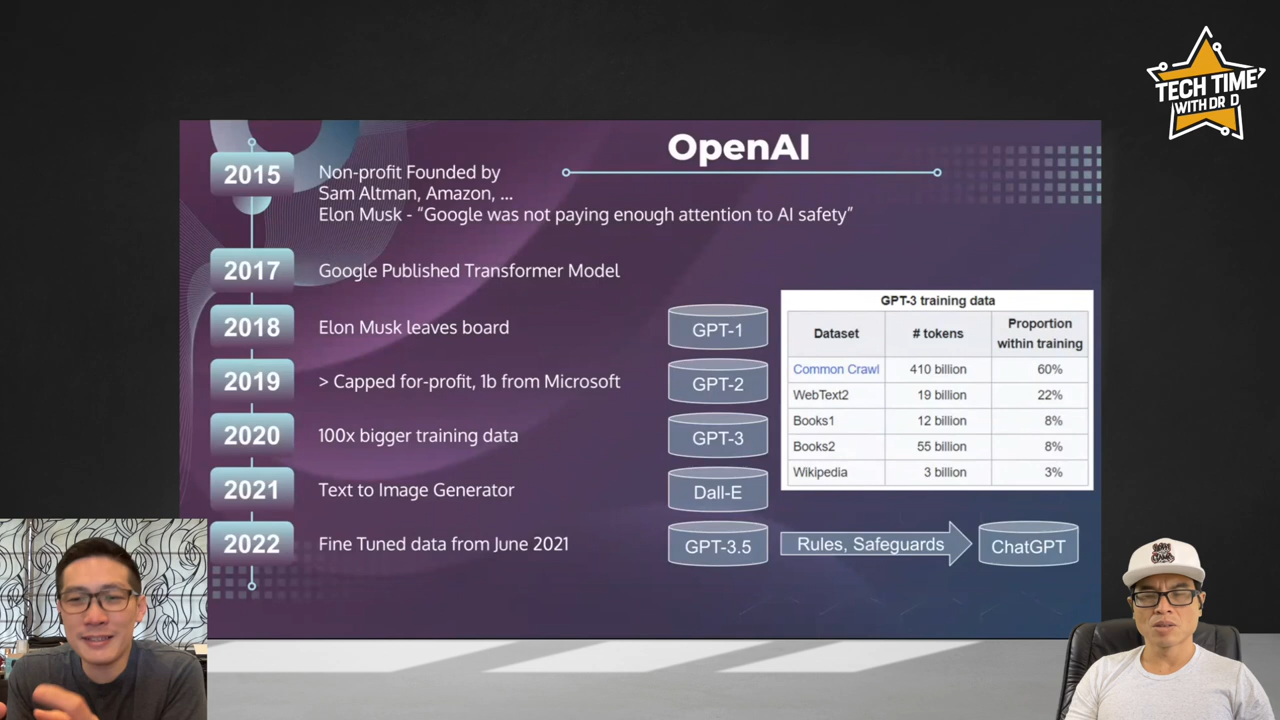 TECH TIME
WITH DR D
OpenAI
2015
Non-profit Founded by
Sam Altman, Amazon, ...
Elon Musk - “Google was not paying enough attention to AI safety”
2017
Google Published Transformer Model
2018
Elon Musk leaves board
GPT-1
2019
> Capped for-profit, 1b from Microsoft
GPT-2
2020
100x bigger training data
GPT-3
2021
Text to Image Generator
Dall-E
2022
Fine Tuned data from June 2021
GPT-3.5
Rules, Safeguards
ChatGPT
GPT-3 training data
Dataset # tokens Proportion within training
Common Crawl 410 billion 60%
WebText2 19 billion 22%
Books1 12 billion 8%
Books2 55 billion 8%
Wikipedia 3 billion 3%